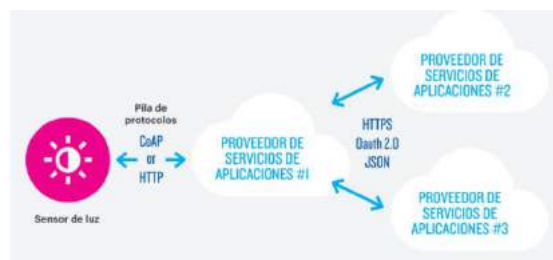 Pila de
protocolos
CoAP
or
HTTP
Sensor de luz
PROVEEDOR DE
SERVICIOS DE
APLICACIONES #1
HTTPS
Oauth 2.0
JSON
PROVEEDOR DE
SERVICIOS DE
APLICACIONES #2
PROVEEDOR DE
SERVICIOS DE
APLICACIONES #3